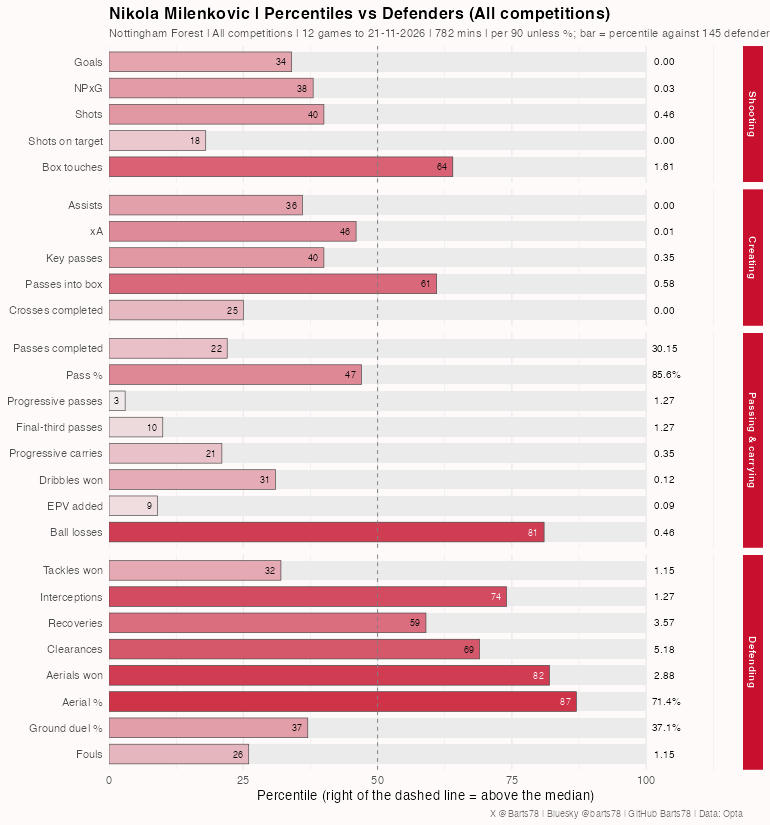 Nikola Milenkovic | Percentiles vs Defenders (All competitions)
Nottingham Forest | All competitions | 12 games to 21-11-2026 | 782 mins | per 90 unless %; bar = percentile against 145 defender
Goals 34 0.00
NPxG 38 0.03
Shots 40 0.46
Shots on target 18 0.00
Box touches 64 1.61
Shooting
Assists 36 0.00
xA 46 0.01
Key passes 40 0.35
Passes into box 61 0.58
Crosses completed 25 0.00
Creating
Passes completed 22 30.15
Pass % 47 85.6%
Progressive passes 3 1.27
Final-third passes 10 1.27
Progressive carries 21 0.35
Dribbles won 31 0.12
EPV added 9 0.09
Ball losses 81 0.46
Passing & carrying
Tackles won 32 1.15
Interceptions 74 1.27
Recoveries 59 3.57
Clearances 69 5.18
Aerials won 82 2.88
Aerial % 87 71.4%
Ground duel % 37 37.1%
Fouls 26 1.15
Defending
0 25 50 75 100
Percentile (right of the dashed line = above the median)
X @Barts78 | Bluesky @barts78 | GitHub Barts78 | Data: Opta